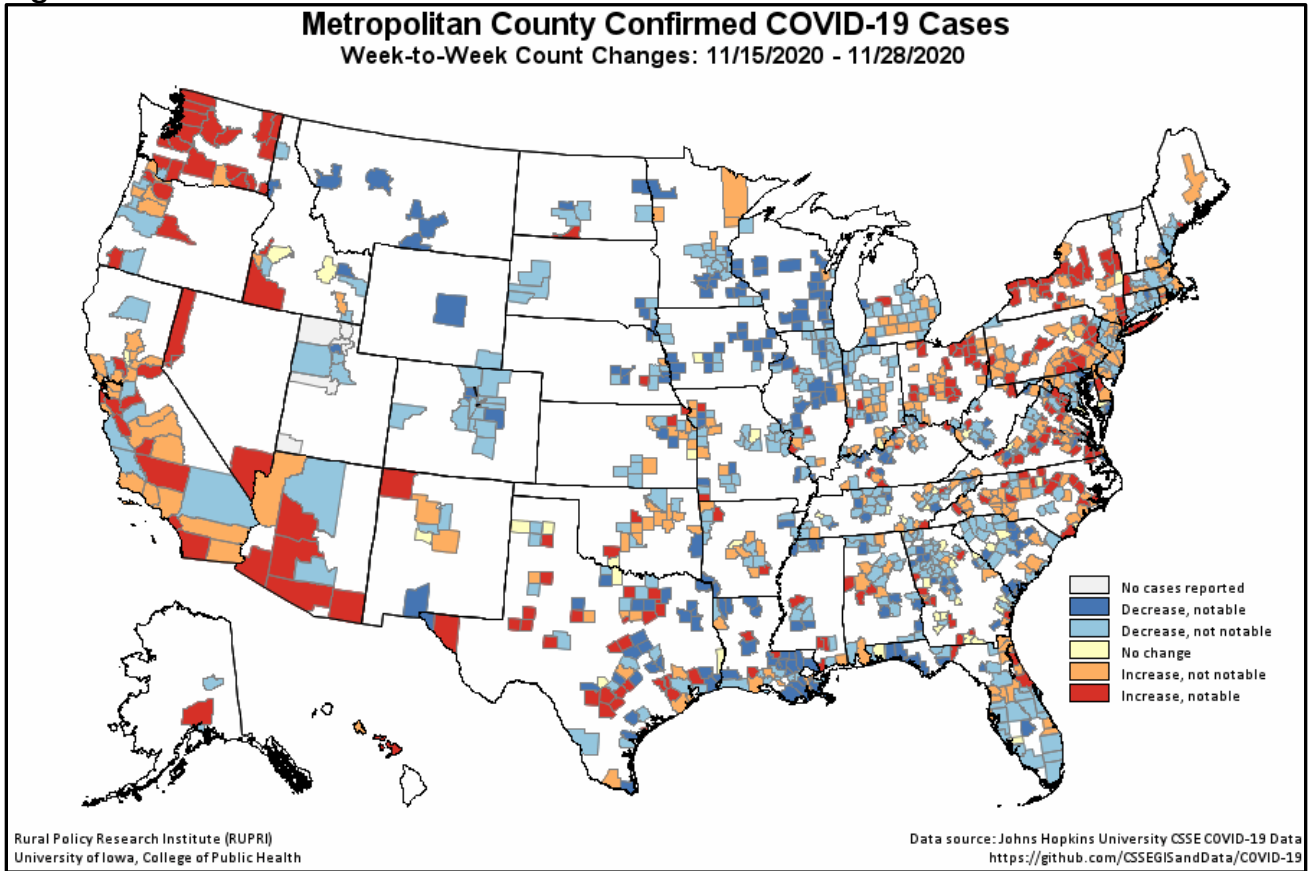 Metropolitan County Confirmed COVID-19 Cases
Week-to-Week Count Changes: 11/15/2020 - 11/28/2020
No cases reported
Decrease, notable
Decrease, not notable
No change
Increase, not notable
Increase, notable
Rural Policy Research Institute (RUPRI)
University of Iowa, College of Public Health
Data source: Johns Hopkins University CSSE COVID-19 Data
https://github.com/CSSEGISandData/COVID-19